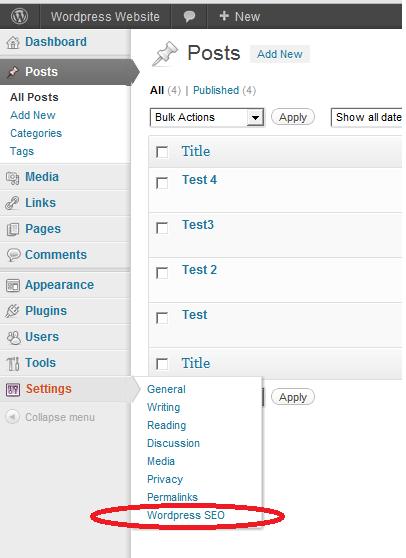 Wordpress Website 0 + New
Dashboard
Posts
All Posts
Add New
Categories
Tags
Media
Links
Pages
Comments
Appearance
Plugins
Users
Tools
Settings
Collapse menu
Posts Add New
All (4) | Published (4)
Bulk Actions Apply Show all date
Title
Test 4
Test3
Test 2
Test
Title
Apply
General
Writing
Reading
Discussion
Media
Privacy
Permalinks
Wordpress SEO